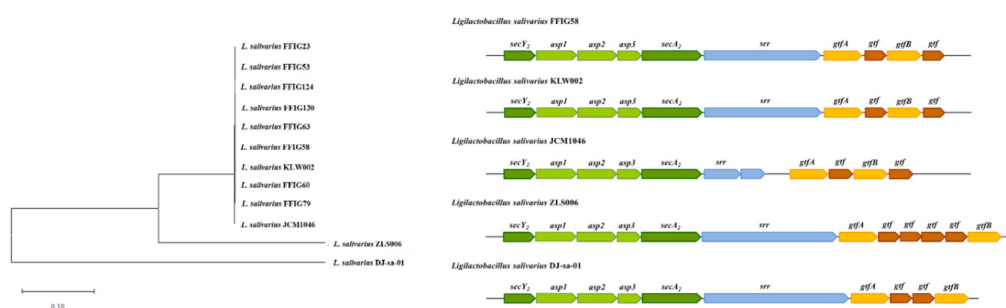 L. salivarius FFIG23
L. salivarius FFIG53
L. salivarius FFIG124
L. salivarius FFIG130
L. salivarius FFIG63
L. salivarius FFIG58
L. salivarius KLW002
L. salivarius FFIG60
L. salivarius FFIG79
L. salivarius JCM1046
L. salivarius ZLS006
L. salivarius DJ-sa-01
0.10
Ligilactobacillus salivarius FFIG58
secY2 asp1 asp2 asp3 secA2 srr gtfA gtf gtfB gtf
Ligilactobacillus salivarius KLW002
secY2 asp1 asp2 asp3 secA2 srr gtfA gtf gtfB gtf
Ligilactobacillus salivarius JCM1046
secY2 asp1 asp2 asp3 secA2 srr gtfA gtf gtfB gtf
Ligilactobacillus salivarius ZLS006
secY2 asp1 asp2 asp3 secA2 srr gtfA gtf gtf gtf gtf gtfB
Ligilactobacillus salivarius DJ-sa-01
secY2 asp1 asp2 asp3 secA2 srr gtfA gtf gtf gtfB